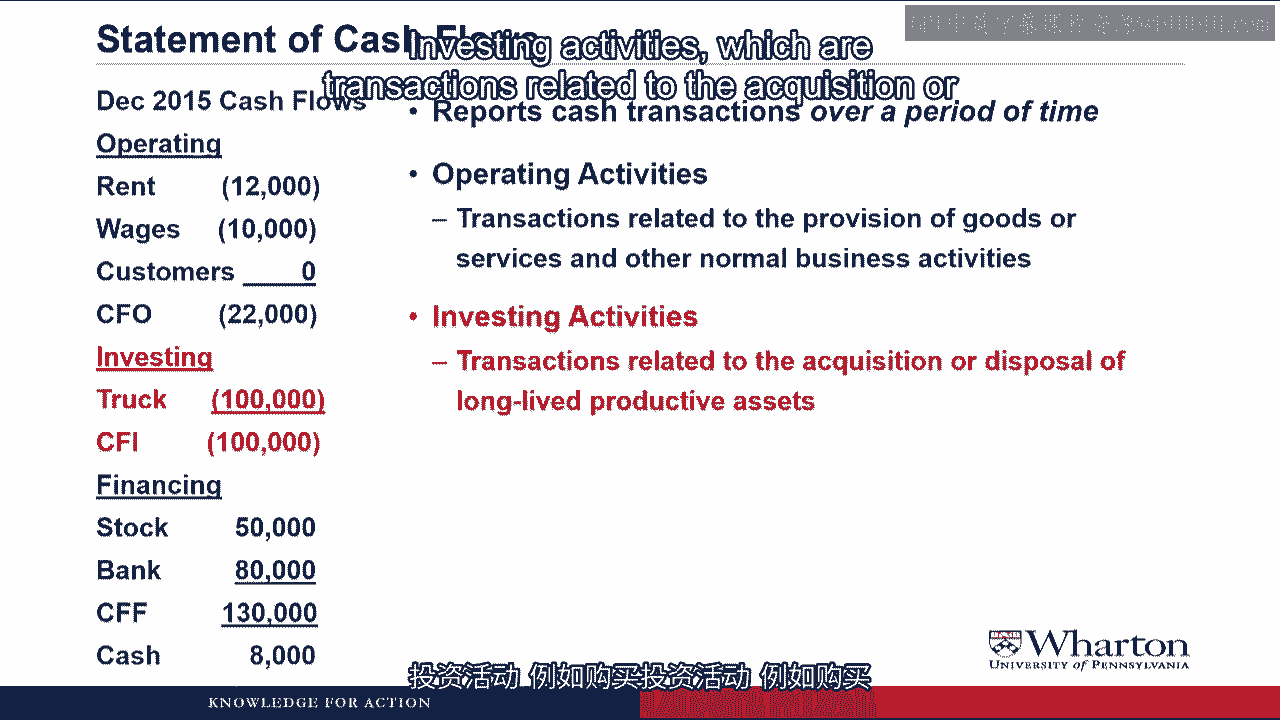 Statement of Cash Flows
Investing activities, which are
transactions related to the acquisition or
Dec 2015 Cash Flows
Operating
Rent (12,000)
Wages (10,000)
Customers 0
CFO (22,000)
Investing
Truck (100,000)
CFI (100,000)
Financing
Stock 50,000
Bank 80,000
CFF 130,000
Cash 8,000
• Reports cash transactions over a period of time
• Operating Activities
– Transactions related to the provision of goods or
services and other normal business activities
• Investing Activities
– Transactions related to the acquisition or disposal of
long-lived productive assets
Wharton
UNIVERSITY of PENNSYLVANIA
投资活动 例如购买投资活动 例如购买
KNOWLEDGE FOR ACTION